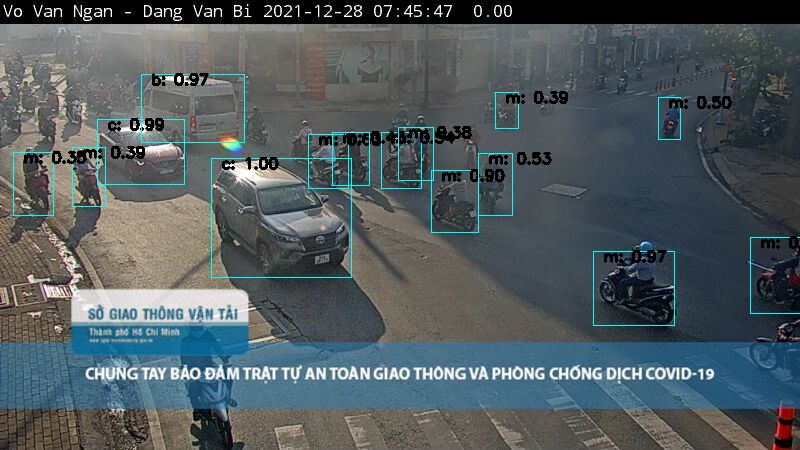 Vo Van Ngan - Dang Van Bi 2021-12-28 07:45:47  0.00
b: 0.97
m: 0.39
m: 0.50
c: 0.99
m: 0.38
m: 0.39
m: 0.53
c: 1.00
m: 0.90
m: 0.97
m: 0
SỞ GIAO THÔNG VẬN TẢI
Thành phố Hồ Chí Minh
CHUNG TAY BẢO ĐẢM TRẬT TỰ AN TOÀN GIAO THÔNG VÀ PHÒNG CHỐNG DỊCH COVID-19